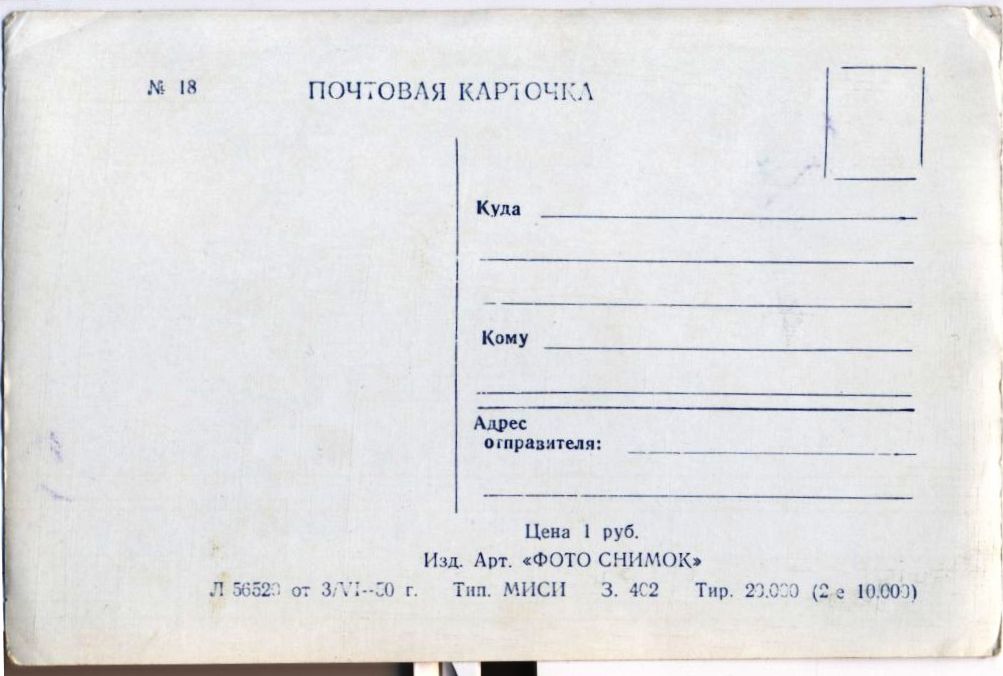 № 18 ПОЧТОВАЯ КАРТОЧКА
Куда
Кому
Адрес
отправителя:
Цена 1 руб.
Изд. Арт. «ФОТО СНИМОК»
Л от 3/VI--50 г. Тип. МИСИ З. 402 Тир. 20.000 (2-е 10.000)